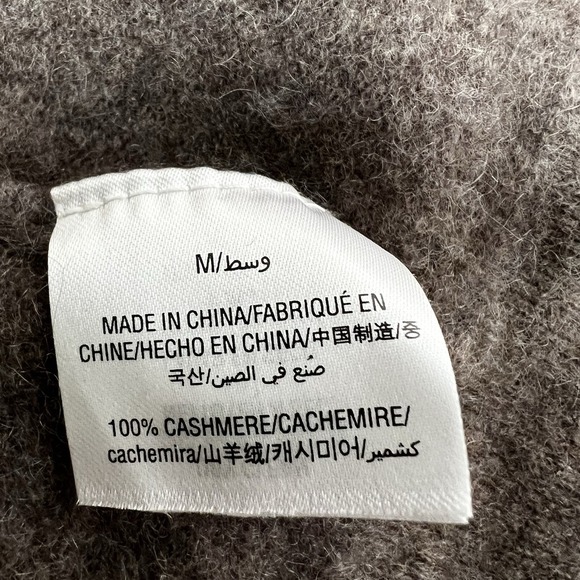 M/وسط
MADE IN CHINA/FABRIQUÉ EN
CHINE/HECHO EN CHINA/中国制造/중
국산/صُنع في الصين
100% CASHMERE/CACHEMIRE/
cachemira/山羊绒/캐시미어/كشمير